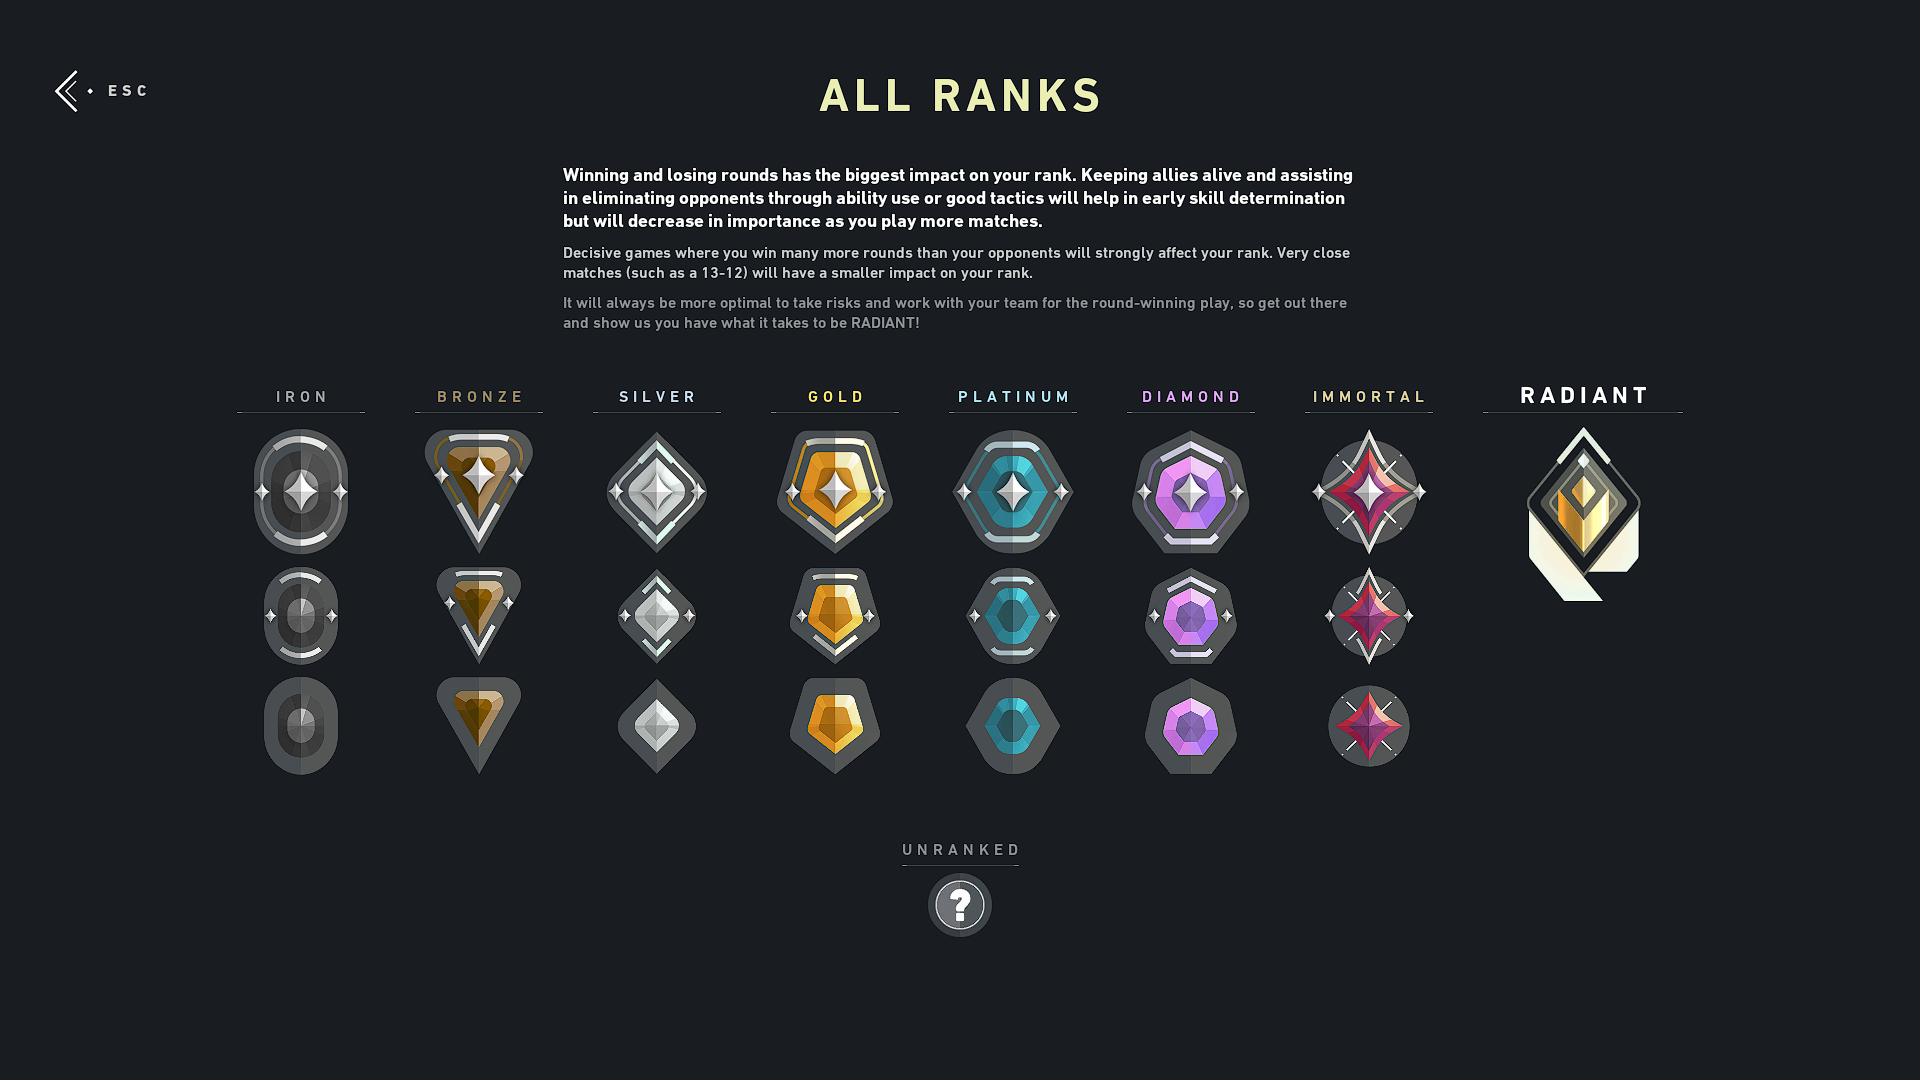 ESC
ALL RANKS
Winning and losing rounds has the biggest impact on your rank. Keeping allies alive and assisting
in eliminating opponents through ability use or good tactics will help in early skill determination
but will decrease in importance as you play more matches.
Decisive games where you win many more rounds than your opponents will strongly affect your rank. Very close
matches (such as a 13-12) will have a smaller impact on your rank.
It will always be more optimal to take risks and work with your team for the round-winning play, so get out there
and show us you have what it takes to be RADIANT!
IRON BRONZE SILVER GOLD PLATINUM DIAMOND IMMORTAL RADIANT
UNRANKED
?